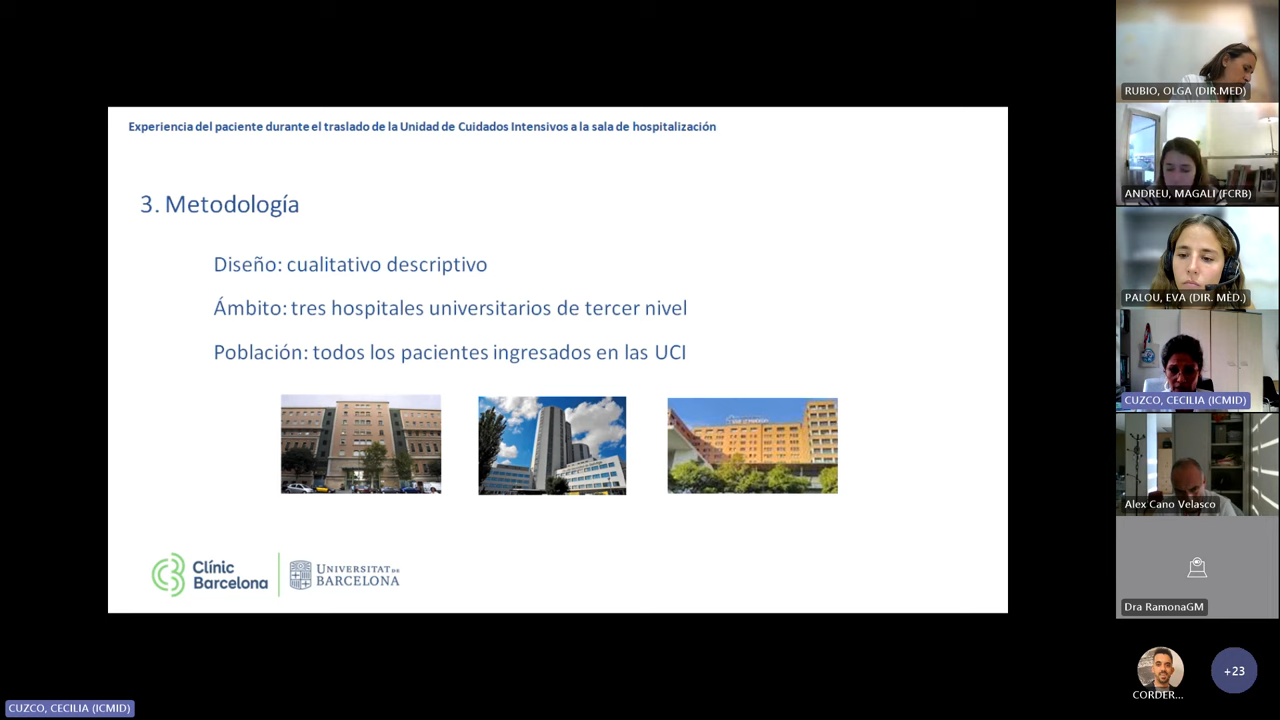 Experiencia del paciente durante el traslado de la Unidad de Cuidados Intensivos a la sala de hospitalización
3. Metodología
Diseño: cualitativo descriptivo
Ámbito: tres hospitales universitarios de tercer nivel
Población: todos los pacientes ingresados en las UCI
Clínic
Barcelona
UNIVERSITAT DE
BARCELONA
RUBIO, OLGA (DIR.MED)
ANDREU, MAGALI (FCRB)
PALOU, EVA (DIR. MÈD.)
CUZCO, CECILIA (ICMID)
Alex Cano Velasco
Dra RamonaGM
CORDER...
+23
CUZCO, CECILIA (ICMID)